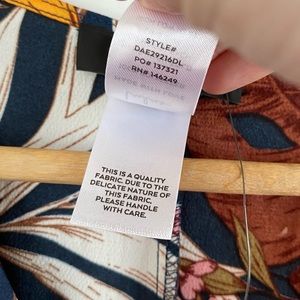 STYLE#
DAE29216DL
PO# 137321
RN# 146249
THIS IS A QUALITY
FABRIC. DUE TO THE
DELICATE NATURE OF
THIS FABRIC,
PLEASE HANDLE
WITH CARE.